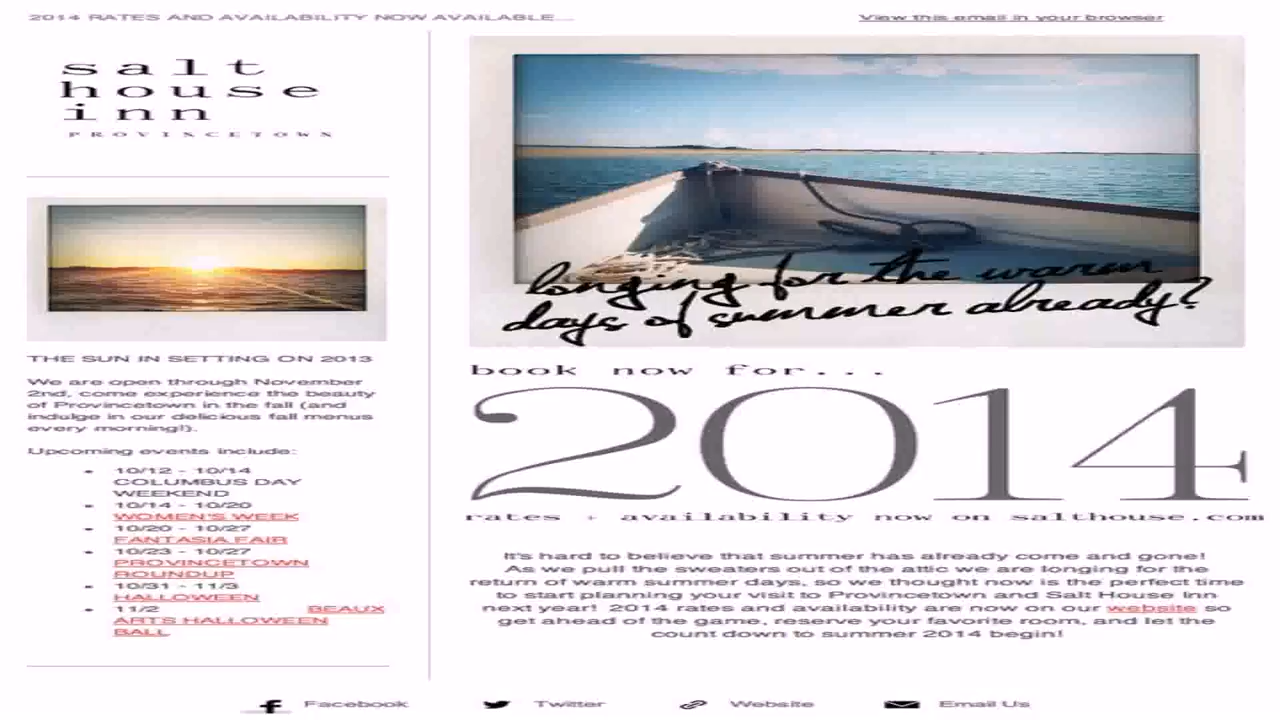 2014 RATES AND AVAILABILITY NOW AVAILABLE...
View this email in your browser
salt
house
inn
PROVINCETOWN
THE SUN IN SETTING ON 2013
We are open through November
2nd, come experience the beauty
of Provincetown in the fall (and
indulge in our delicious fall menus
every morning!).
Upcoming events include:
10/12 - 10/14
COLUMBUS DAY
WEEKEND
10/14 - 10/20
WOMEN'S WEEK
10/20 - 10/27
FANTASIA FAIR
10/23 - 10/27
PROVINCETOWN
ROUNDUP
10/31 - 11/3
HALLOWEEN
11/2 BEAUX
ARTS HALLOWEEN
BALL
longing for the warm
days of summer already?
book now for...
2014
rates + availability now on salthouse.com
It's hard to believe that summer has already come and gone!
As we pull the sweaters out of the attic we are longing for the
return of warm summer days, so we thought now is the perfect time
to start planning your visit to Provincetown and Salt House Inn
next year! 2014 rates and availability are now on our website so
get ahead of the game, reserve your favorite room, and let the
count down to summer 2014 begin!
Facebook
Twitter
Website
Email Us